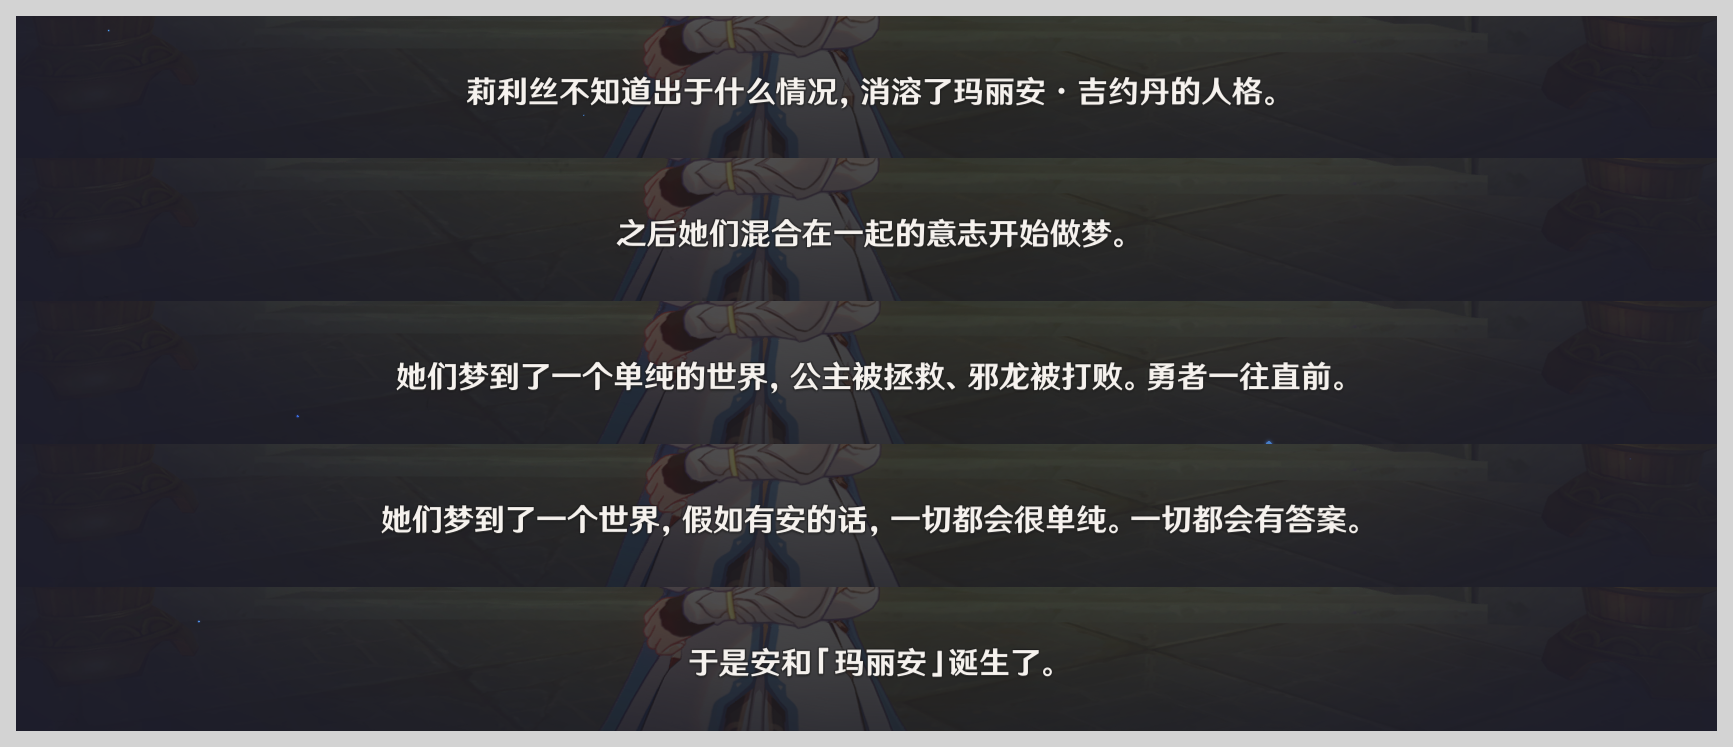 莉利丝不知道出于什么情况，消溶了玛丽安·吉约丹的人格。
之后她们混合在一起的意志开始做梦。
她们梦到了一个单纯的世界，公主被拯救、邪龙被打败。勇者一往直前。
她们梦到了一个世界，假如有安的话，一切都会很单纯。一切都会有答案。
于是安和「玛丽安」诞生了。